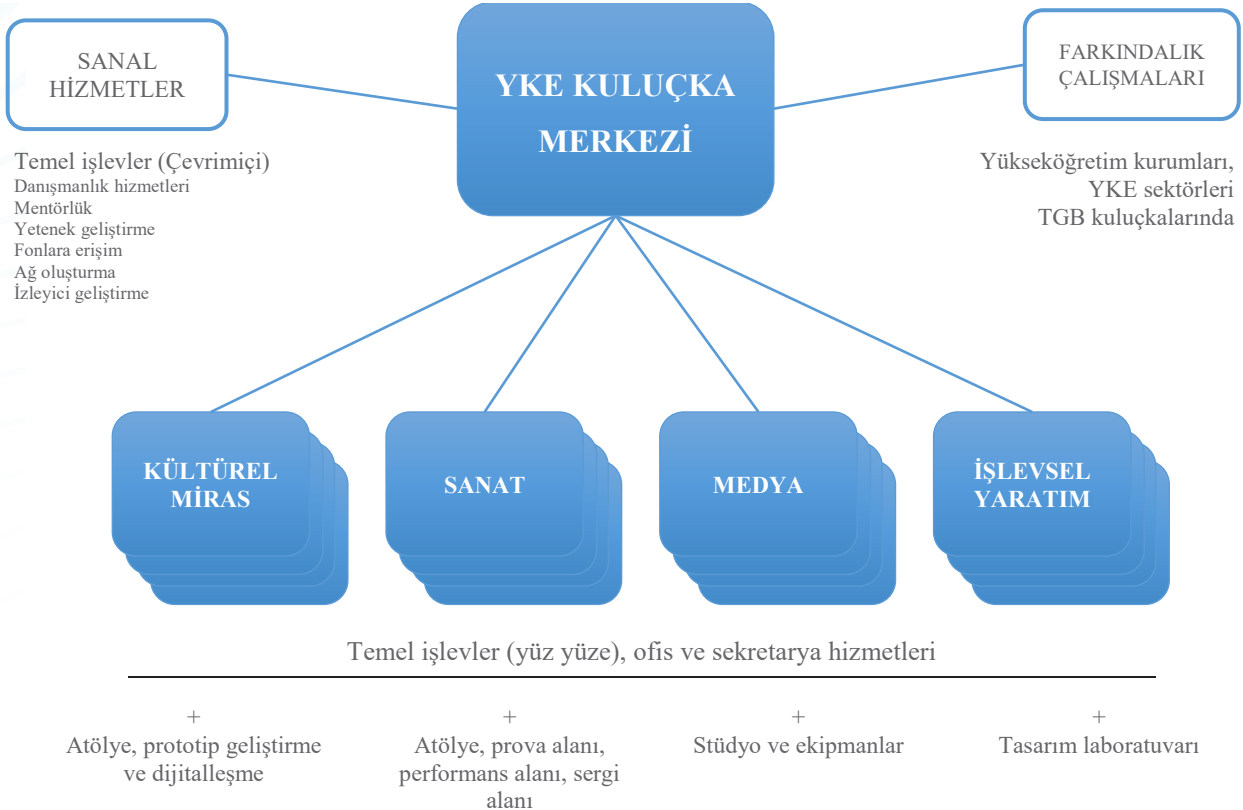 SANAL
HİZMETLER
YKE KULUÇKA
MERKEZİ
FARKINDALIK
ÇALIŞMALARI
Temel işlevler (Çevrimiçi)
Danışmanlık hizmetleri
Mentörlük
Yetenek geliştirme
Fonlara erişim
Ağ oluşturma
İzleyici geliştirme
Yükseköğretim kurumları,
YKE sektörleri
TGB kuluçkalarında
KÜLTÜREL
MİRAS
SANAT
MEDYA
İŞLEVSEL
YARATIM
Temel işlevler (yüz yüze), ofis ve sekretarya hizmetleri
+
Atölye, prototip geliştirme
ve dijitalleşme
+
Atölye, prova alanı,
performans alanı, sergi
alanı
+
Stüdyo ve ekipmanlar
+
Tasarım laboratuvarı